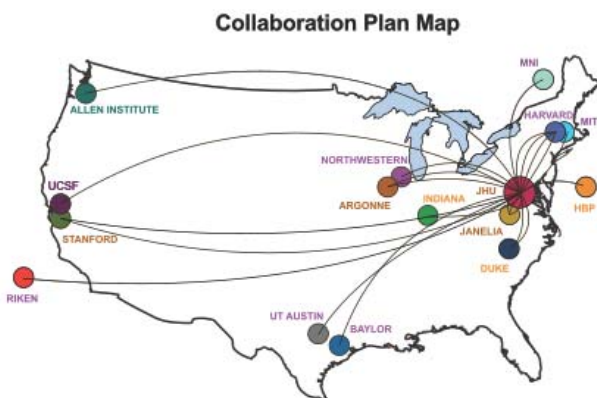 Collaboration Plan Map
MNI
ALLEN INSTITUTE
HARVARD
MIT
NORTHWESTERN
UCSF
ARGONNE
INDIANA
JHU
HBP
STANFORD
JANELIA
DUKE
RIKEN
UT AUSTIN
BAYLOR